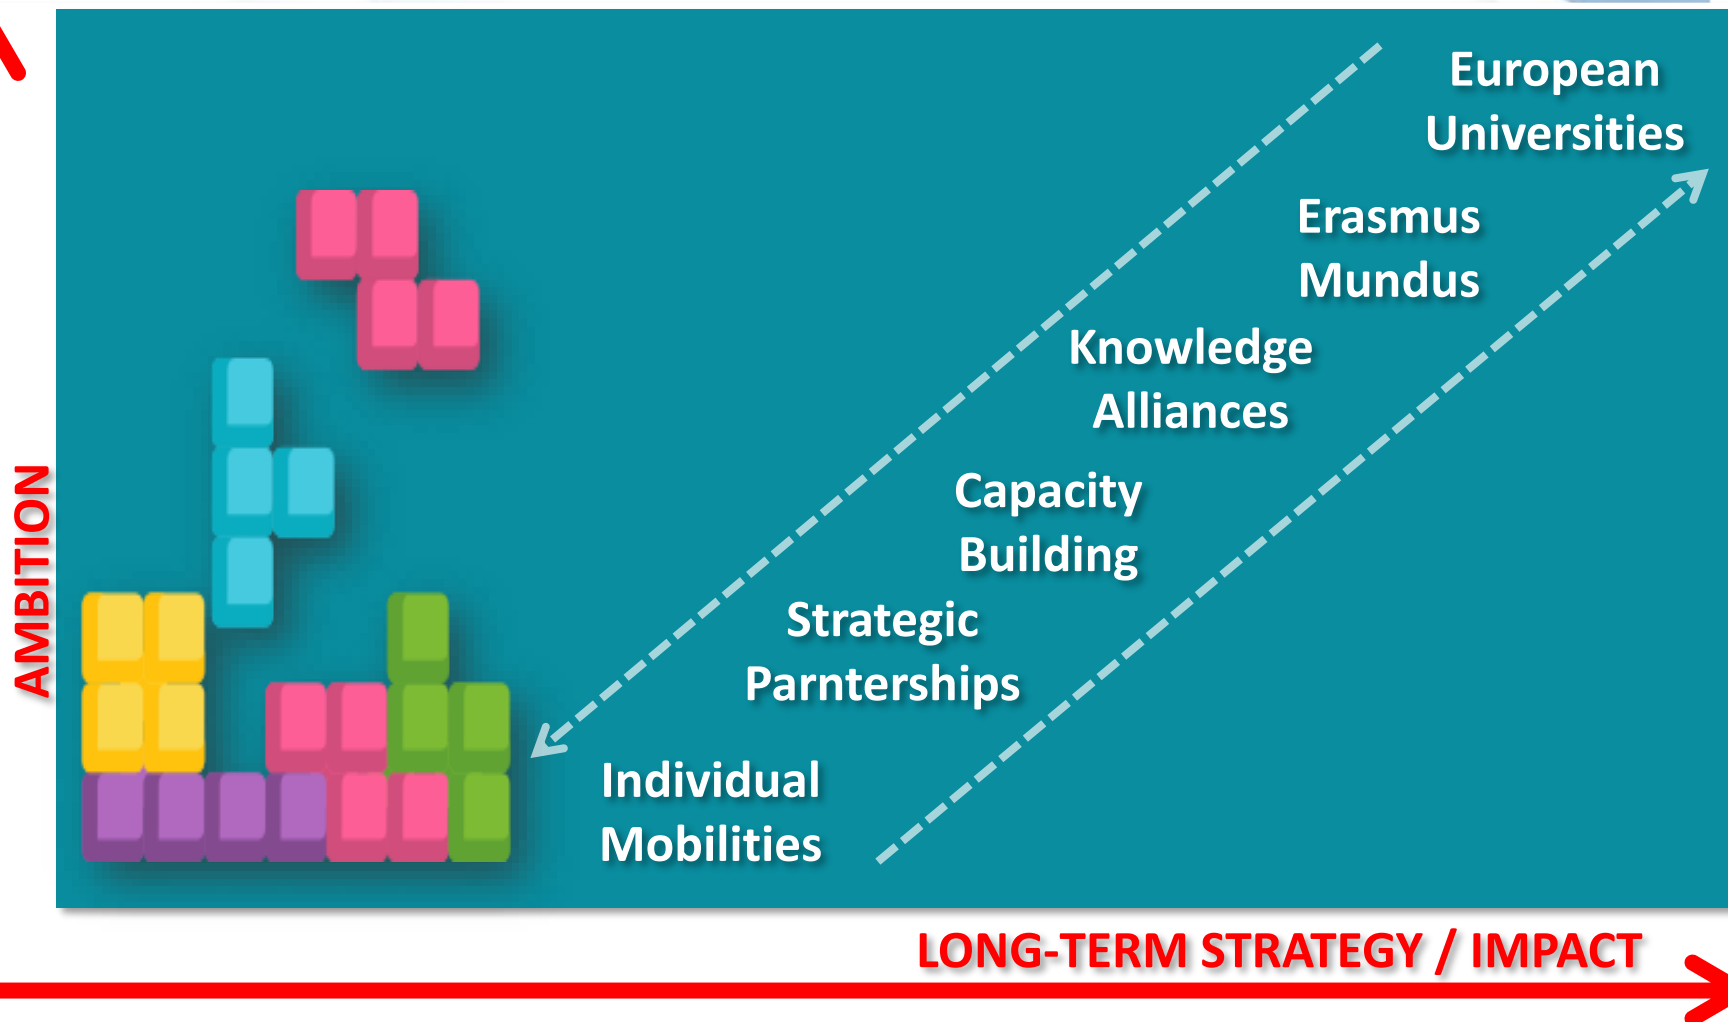 European
Universities
Erasmus
Mundus
Knowledge
Alliances
Capacity
Building
Strategic
Parnterships
Individual
Mobilities
AMBITION
LONG-TERM STRATEGY / IMPACT